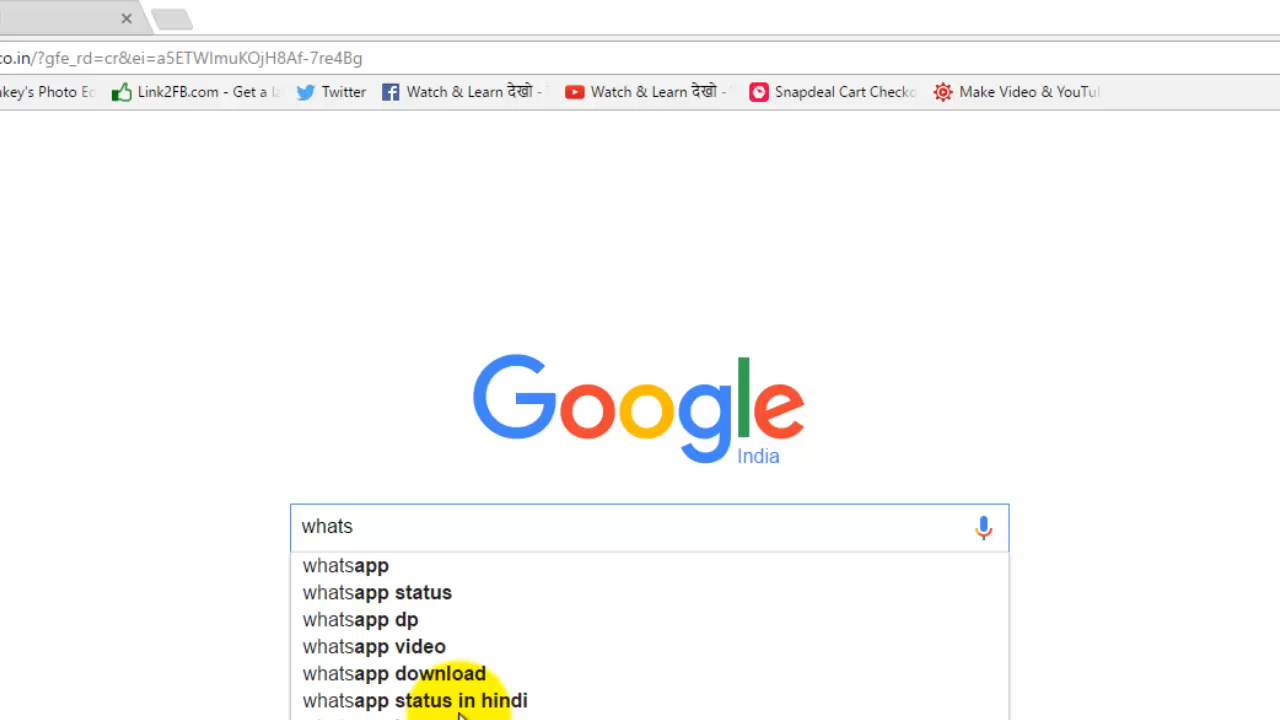 co.in/?gfe_rd=cr&ei=a5ETWImuKOjH8Af-7re4Bg
key's Photo Ed Link2FB.com - Get a la Twitter Watch & Learn देखो - Watch & Learn देखो - Snapdeal Cart Checko Make Video & YouTu
Google
India
whats
whatsapp
whatsapp status
whatsapp dp
whatsapp video
whatsapp download
whatsapp status in hindi